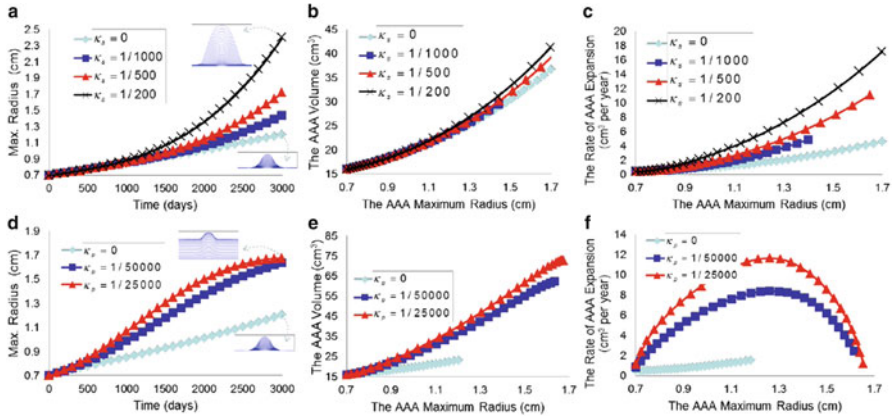 a
Max. Radius (cm)
2.5
2.3
2.1
1.9
1.7
1.5
1.3
1.1
0.9
0.7
κs = 0
κs = 1/1000
κs = 1/500
κs = 1/200
0 500 1000 1500 2000 2500 3000
Time (days)
b
The AAA Volume (cm³)
46
41
36
31
26
21
16
11
κs = 0
κs = 1/1000
κs = 1/500
κs = 1/200
0.7 0.9 1.1 1.3 1.5 1.7
The AAA Maximum Radius (cm)
c
The Rate of AAA Expansion
(cm³ per year)
20
18
16
14
12
10
8
6
4
2
0
κs = 0
κs = 1/1000
κs = 1/500
κs = 1/200
0.7 0.9 1.1 1.3 1.5 1.7
The AAA Maximum Radius (cm)
d
Max. Radius (cm)
1.9
1.7
1.5
1.3
1.1
0.9
0.7
κp = 0
κp = 1/50000
κp = 1/25000
0 500 1000 1500 2000 2500 3000
Time (days)
e
The AAA Volume (cm³)
85
75
65
55
45
35
25
15
κp = 0
κp = 1/50000
κp = 1/25000
0.7 0.9 1.1 1.3 1.5 1.7
The AAA Maximum Radius (cm)
f
The Rate of AAA Expansion
(cm³ per year)
14
12
10
8
6
4
2
0
κp = 0
κp = 1/50000
κp = 1/25000
0.7 0.9 1.1 1.3 1.5 1.7
The AAA Maximum Radius (cm)